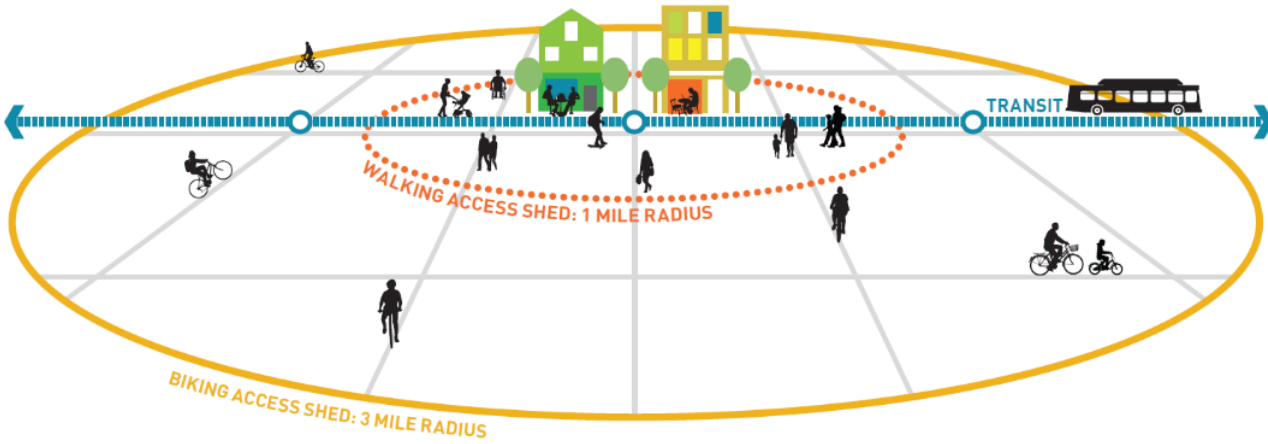 TRANSIT
WALKING ACCESS SHED: 1 MILE RADIUS
BIKING ACCESS SHED: 3 MILE RADIUS